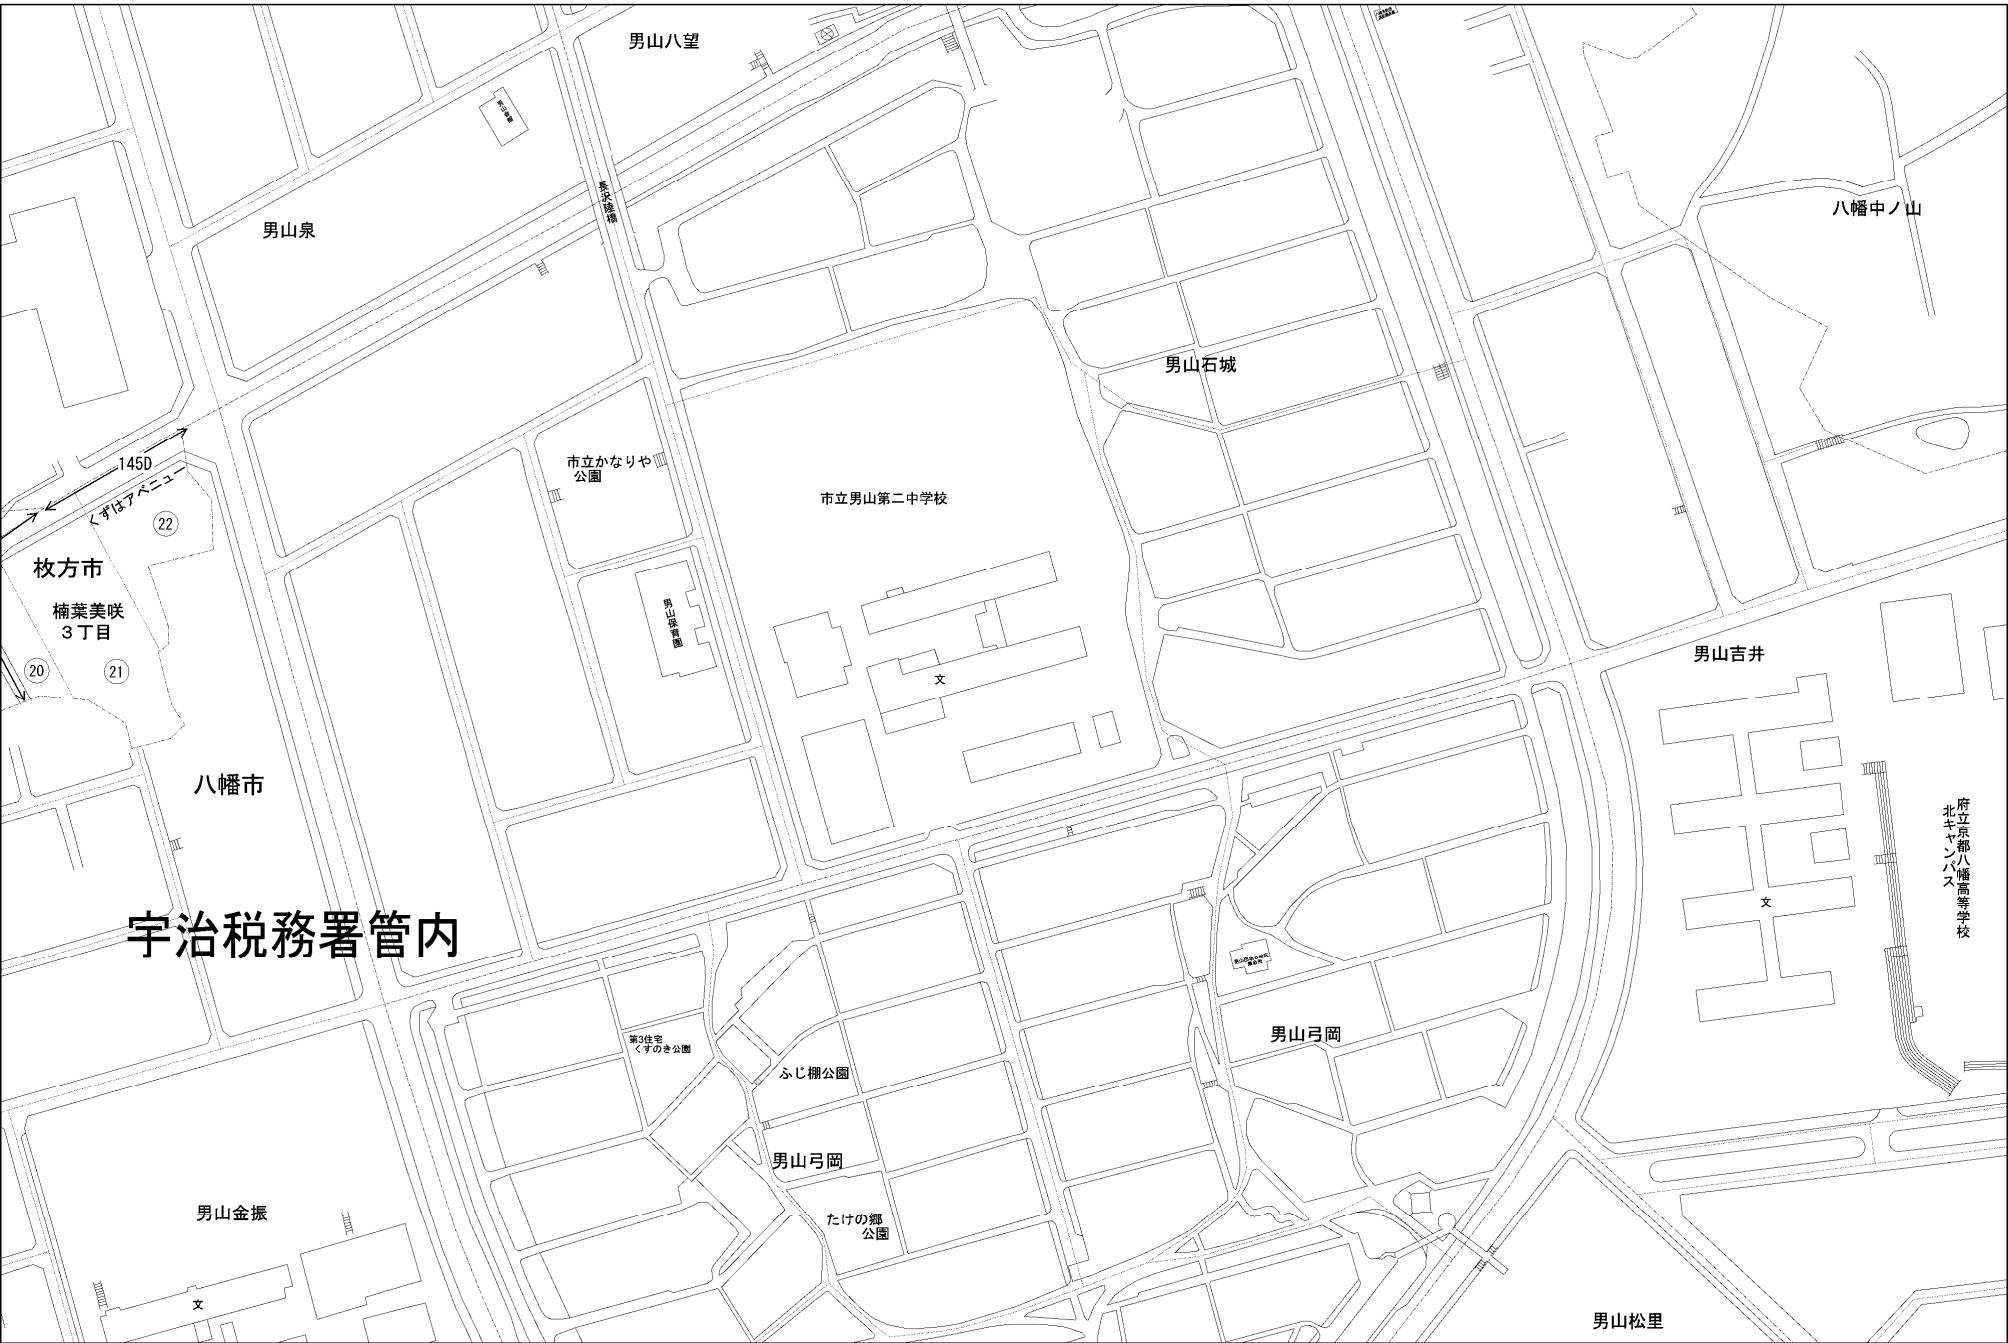 男山八望
男山会館
長沢陸橋
男山泉
八幡中ノ山
男山石城
145D
くずはアベニュー
22
市立かなりや
公園
市立男山第二中学校
枚方市
楠葉美咲
3丁目
20
21
男山保育園
文
男山吉井
八幡市
府立京都八幡高等学校
北キャンパス
文
宇治税務署管内
第3住宅
くすのき公園
ふじ棚公園
男山弓岡
男山弓岡
男山金振
たけの郷
公園
文
男山松里